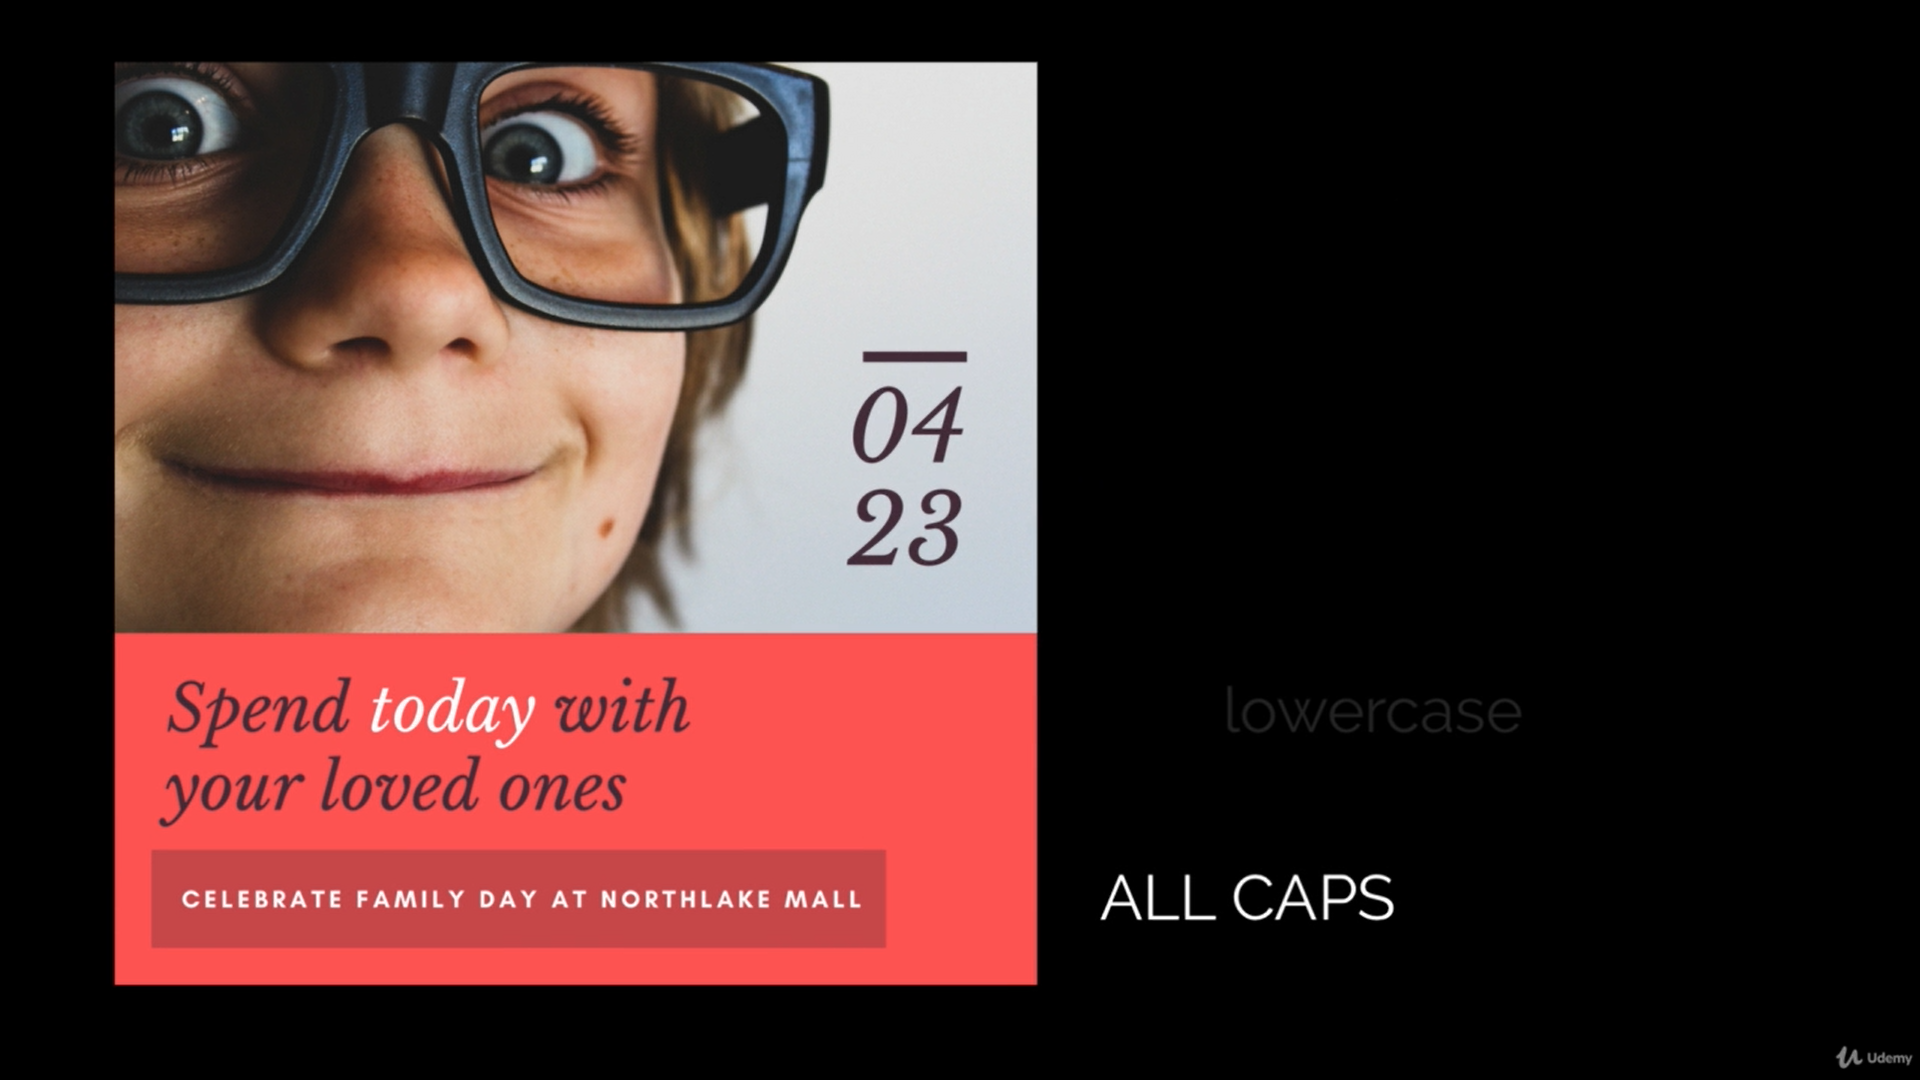 04
23
Spend today with
your loved ones
CELEBRATE FAMILY DAY AT NORTHLAKE MALL
lowercase
ALL CAPS
Udemy